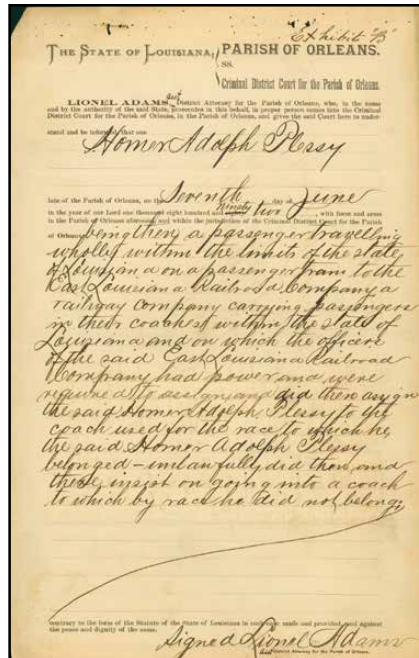 Exhibit "B"
THE STATE OF LOUISIANA, PARISH OF ORLEANS.
SS.
Criminal District Court for the Parish of Orleans.
LIONEL ADAMS, Asst District Attorney for the Parish of Orleans, who, in the name
and by the authority of the said State, prosecutes in this behalf, in proper person comes into the Criminal
District Court for the Parish of Orleans, in the Parish of Orleans, and gives the said Court here to under-
stand and be informed, that one
Homer Adolph Plessy
late of the Parish of Orleans, on the Seventh day of June
in the year of our Lord one thousand eight hundred and ninety two, with force and arms
in the Parish of Orleans aforesaid, and within the jurisdiction of the Criminal District Court for the Parish
of Orleans being then a passenger travelling
wholly within the limits of the state
of Louisiana on a passenger train to the
East Louisiana Railroad Company a
railway company carrying passengers
in their coaches within the state of
Louisiana and on which the officers
of the said East Louisiana Railroad
Company had power and were
required to assign and did then assign
the said Homer Adolph Plessy to the
coach used for the race to which he
the said Homer Adolph Plessy
belonged - unlawfully did then and
there insist on going into a coach
to which by race he did not belong;
contrary to the form of the Statute of the State of Louisiana in such case made and provided, and against
the peace and dignity of the same.
Signed Lionel Adams
Asst District Attorney for the Parish of Orleans.